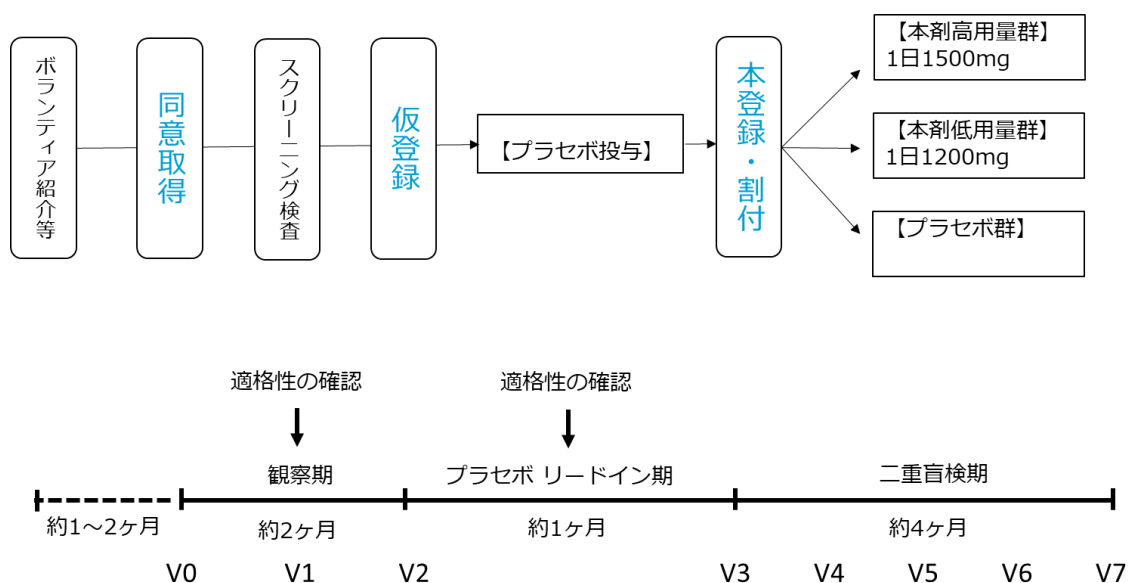 ボランティア紹介等
同意取得
スクリーニング検査
仮登録
【プラセボ投与】
本登録・割付
【本剤高用量群】
1日1500mg
【本剤低用量群】
1日1200mg
【プラセボ群】
適格性の確認
適格性の確認
観察期
プラセボ リードイン期
二重盲検期
約1～2ヶ月
約2ヶ月
約1ヶ月
約4ヶ月
V0 V1 V2 V3 V4 V5 V6 V7